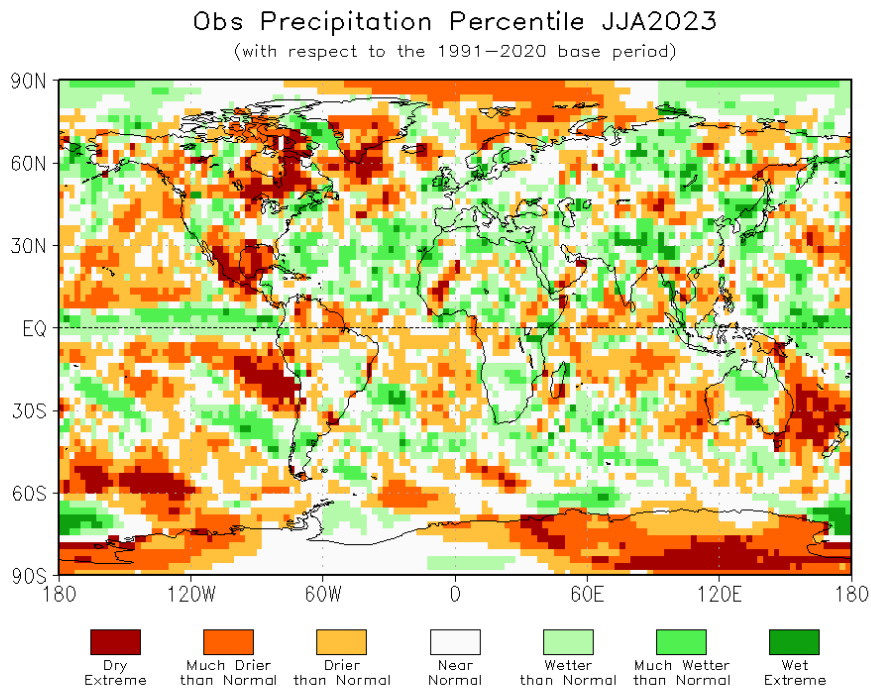 Obs Precipitation Percentile JJA2023
(with respect to the 1991–2020 base period)
90N
60N
30N
EQ
30S
60S
90S
180 120W 60W 0 60E 120E 180
Dry Much Drier Drier Near Wetter Much Wetter Wet
Extreme than Normal than Normal Normal than Normal than Normal Extreme